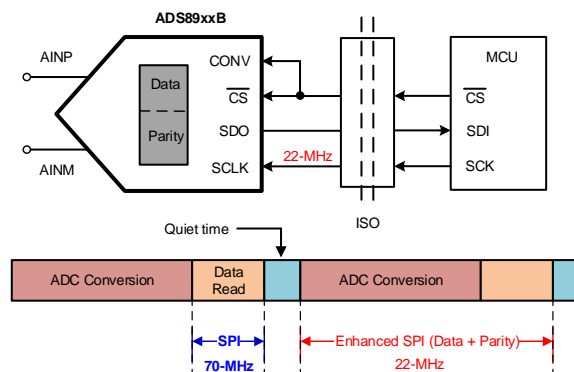 ADS89xxB
AINP
AINM
Data
Parity
CONV
CS
SDO
SCLK
22-MHz
ISO
MCU
CS
SDI
SCK
Quiet time
ADC Conversion
Data
Read
ADC Conversion
SPI
70-MHz
Enhanced SPI (Data + Parity)
22-MHz